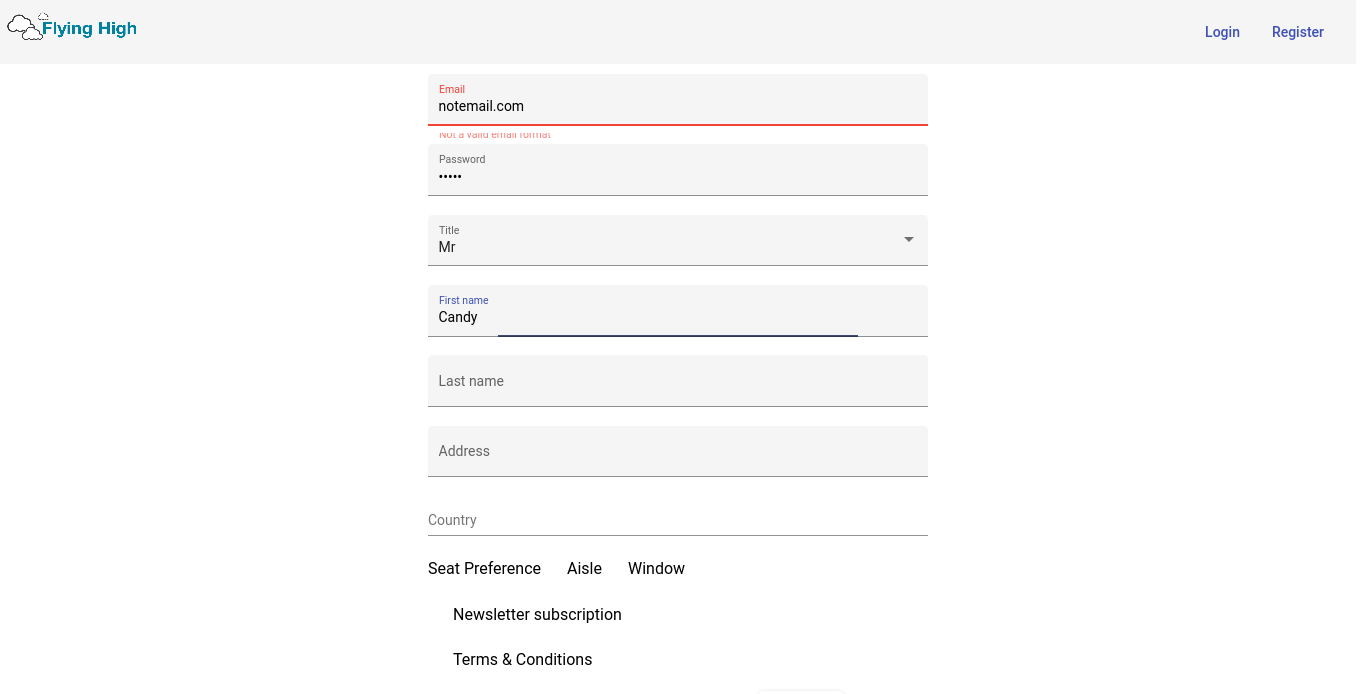 Flying High
Login Register
Email
notemail.com
Not a valid email format
Password
•••••
Title
Mr
First name
Candy
Last name
Address
Country
Seat Preference Aisle Window
Newsletter subscription
Terms & Conditions